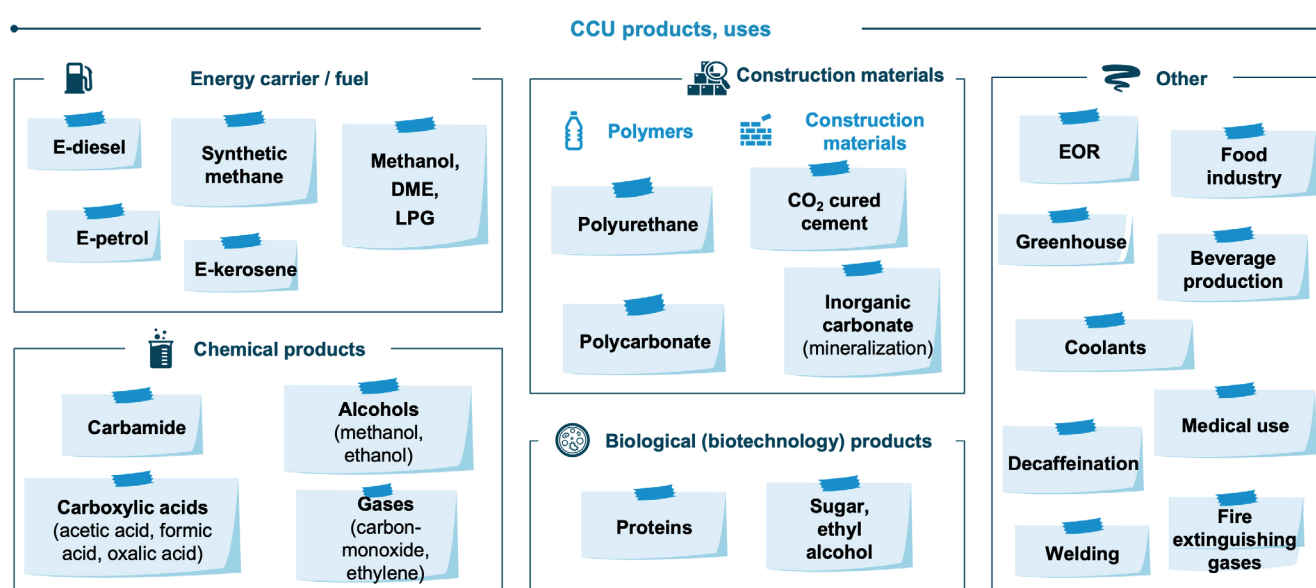 CCU products, uses
Energy carrier / fuel
E-diesel
Synthetic
methane
Methanol,
DME,
LPG
E-petrol
E-kerosene
Chemical products
Carbamide
Alcohols
(methanol,
ethanol)
Carboxylic acids
(acetic acid, formic
acid, oxalic acid)
Gases
(carbon-
monoxide,
ethylene)
Construction materials
Polymers
Construction
materials
Polyurethane
CO₂ cured
cement
Polycarbonate
Inorganic
carbonate
(mineralization)
Biological (biotechnology) products
Proteins
Sugar,
ethyl
alcohol
Other
EOR
Food
industry
Greenhouse
Beverage
production
Coolants
Medical use
Decaffeination
Welding
Fire
extinguishing
gases